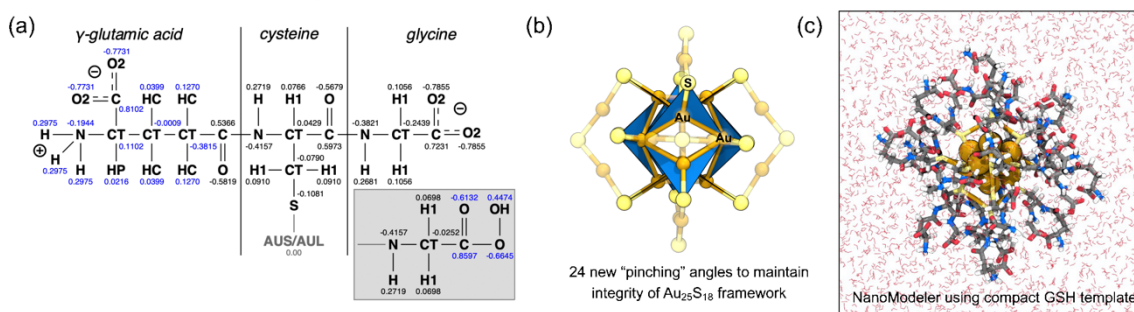 (a)
γ-glutamic acid
cysteine
glycine
-0.7731
O2 ⊖
-0.7731 0.0399 0.1270 0.2719 0.0766 -0.5679 0.1056 -0.7855
O2 C HC HC H H1 O H1 O2 ⊖
0.8102
0.2975 -0.1944 -0.0009 0.5366 0.0429 -0.3821 -0.2439
H N CT CT CT C N CT C N CT C O2
⊕ H 0.1102 -0.3815 -0.4157 0.5973 0.7231 -0.7855
0.2975 H HP HC HC O -0.0790 H H1
0.2975 0.0216 0.0399 0.1270 -0.5819 H1 CT H1 0.2681 0.1056
0.0910 0.0910
-0.1081
S
AUS/AUL
0.00
0.0698 -0.6132 0.4474
H1 O OH
-0.4157 -0.0252
N CT C O
0.8597 -0.6645
H H1
0.2719 0.0698
(b)
S
Au
Au
24 new “pinching” angles to maintain
integrity of Au25S18 framework
(c)
NanoModeler using compact GSH template